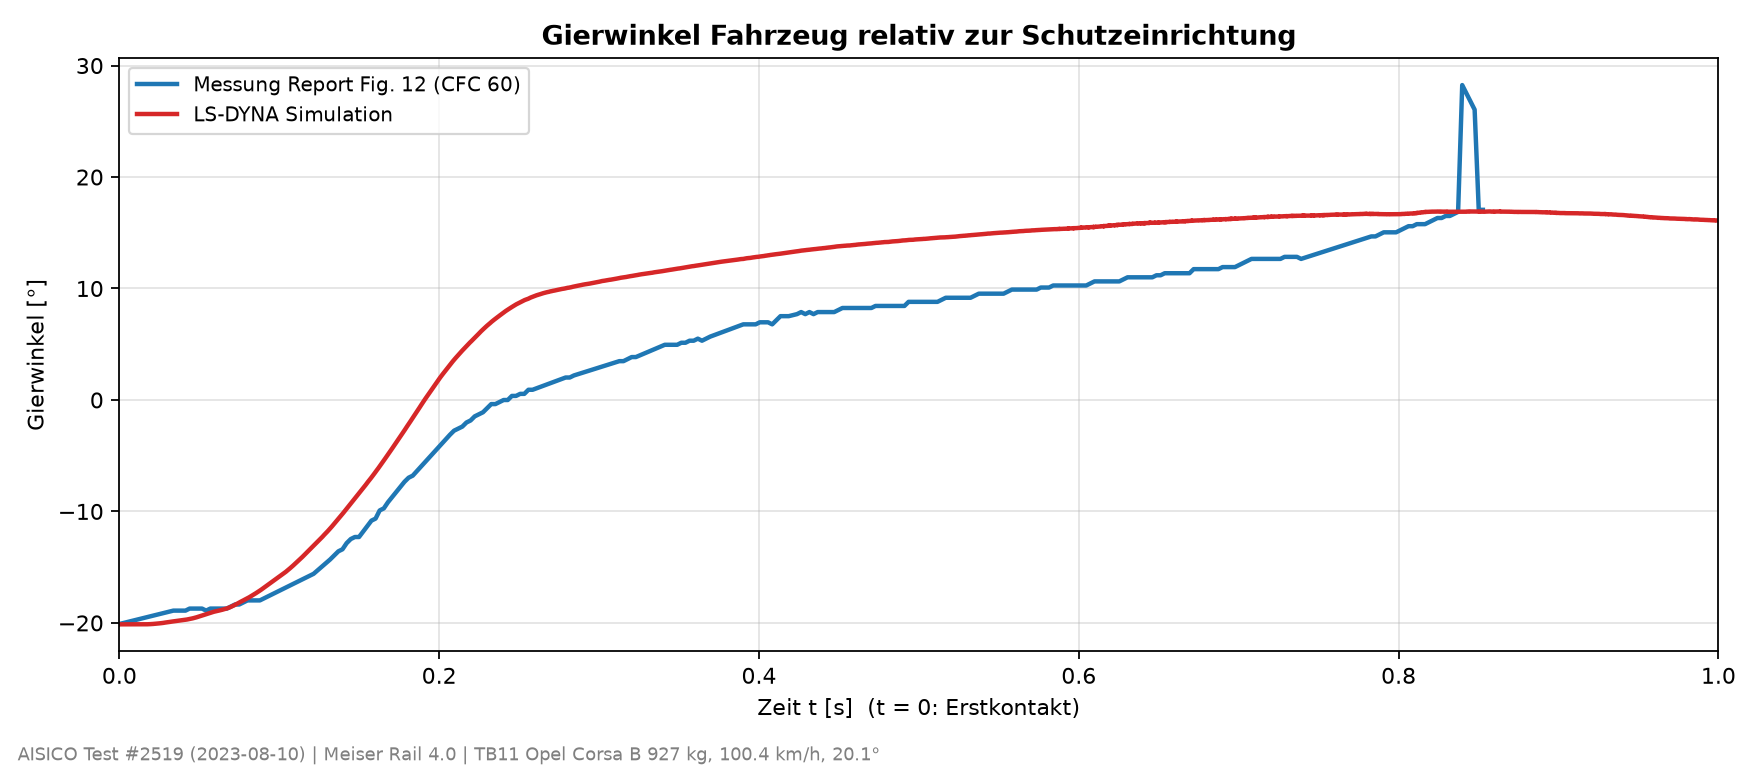 Gierwinkel Fahrzeug relativ zur Schutzeinrichtung
Messung Report Fig. 12 (CFC 60)
LS-DYNA Simulation
Gierwinkel [°]
30
20
10
0
−10
−20
0.0 0.2 0.4 0.6 0.8 1.0
Zeit t [s]  (t = 0: Erstkontakt)
AISICO Test #2519 (2023-08-10) | Meiser Rail 4.0 | TB11 Opel Corsa B 927 kg, 100.4 km/h, 20.1°